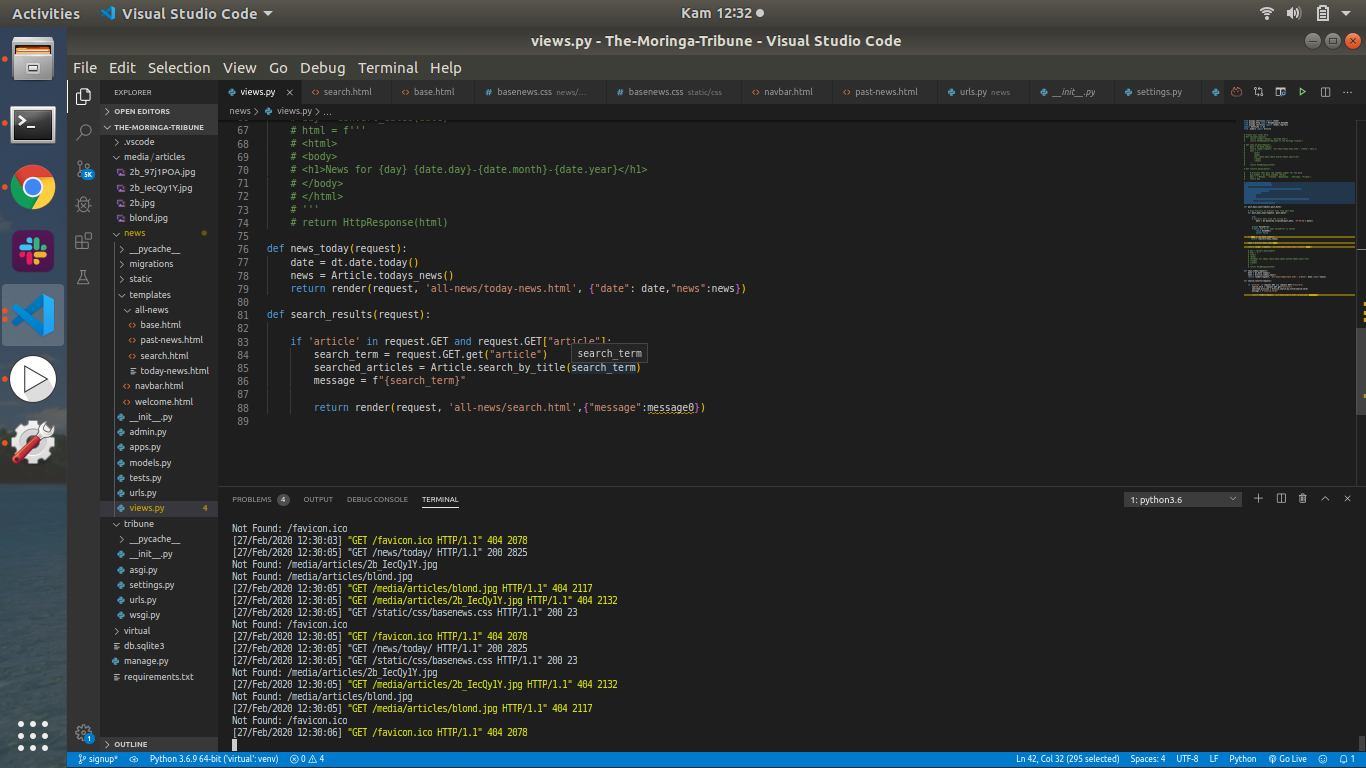 Activities
Visual Studio Code
Kam 12:32
views.py - The-Moringa-Tribune - Visual Studio Code
File Edit Selection View Go Debug Terminal Help
EXPLORER
OPEN EDITORS
THE-MORINGA-TRIBUNE
.vscode
media / articles
2b_97j1POA.jpg
2b_IecQy1Y.jpg
2b.jpg
blond.jpg
news
__pycache__
migrations
static
templates
all-news
base.html
past-news.html
search.html
today-news.html
navbar.html
welcome.html
__init__.py
admin.py
apps.py
models.py
tests.py
urls.py
views.py 4
tribune
__pycache__
__init__.py
asgi.py
settings.py
urls.py
wsgi.py
virtual
db.sqlite3
manage.py
requirements.txt
OUTLINE
5K
1
views.py search.html base.html basenews.css news/... basenews.css static/css navbar.html past-news.html urls.py news __init__.py settings.py
news > views.py > ...
67 # html = f'''
68 # <html>
69 # <body>
70 # <h1>News for {day} {date.day}-{date.month}-{date.year}</h1>
71 # </body>
72 # </html>
73 # '''
74 # return HttpResponse(html)
75
76 def news_today(request):
77 date = dt.date.today()
78 news = Article.todays_news()
79 return render(request, 'all-news/today-news.html', {"date": date,"news":news})
80
81 def search_results(request):
82
83 if 'article' in request.GET and request.GET["article"]:
84 search_term = request.GET.get("article")
search_term
85 searched_articles = Article.search_by_title(search_term)
86 message = f"{search_term}"
87
88 return render(request, 'all-news/search.html',{"message":message0})
89
PROBLEMS 4 OUTPUT DEBUG CONSOLE TERMINAL
1: python3.6
Not Found: /favicon.ico
[27/Feb/2020 12:30:03] "GET /favicon.ico HTTP/1.1" 404 2078
[27/Feb/2020 12:30:05] "GET /news/today/ HTTP/1.1" 200 2825
Not Found: /media/articles/2b_IecQy1Y.jpg
Not Found: /media/articles/blond.jpg
[27/Feb/2020 12:30:05] "GET /media/articles/blond.jpg HTTP/1.1" 404 2117
[27/Feb/2020 12:30:05] "GET /media/articles/2b_IecQy1Y.jpg HTTP/1.1" 404 2132
[27/Feb/2020 12:30:05] "GET /static/css/basenews.css HTTP/1.1" 200 23
Not Found: /favicon.ico
[27/Feb/2020 12:30:05] "GET /favicon.ico HTTP/1.1" 404 2078
[27/Feb/2020 12:30:05] "GET /news/today/ HTTP/1.1" 200 2825
[27/Feb/2020 12:30:05] "GET /static/css/basenews.css HTTP/1.1" 200 23
Not Found: /media/articles/2b_IecQy1Y.jpg
[27/Feb/2020 12:30:05] "GET /media/articles/2b_IecQy1Y.jpg HTTP/1.1" 404 2132
Not Found: /media/articles/blond.jpg
[27/Feb/2020 12:30:05] "GET /media/articles/blond.jpg HTTP/1.1" 404 2117
Not Found: /favicon.ico
[27/Feb/2020 12:30:06] "GET /favicon.ico HTTP/1.1" 404 2078
signup* Python 3.6.9 64-bit ('virtual': venv) 0 4 Ln 42, Col 32 (295 selected) Spaces: 4 UTF-8 LF Python Go Live 1